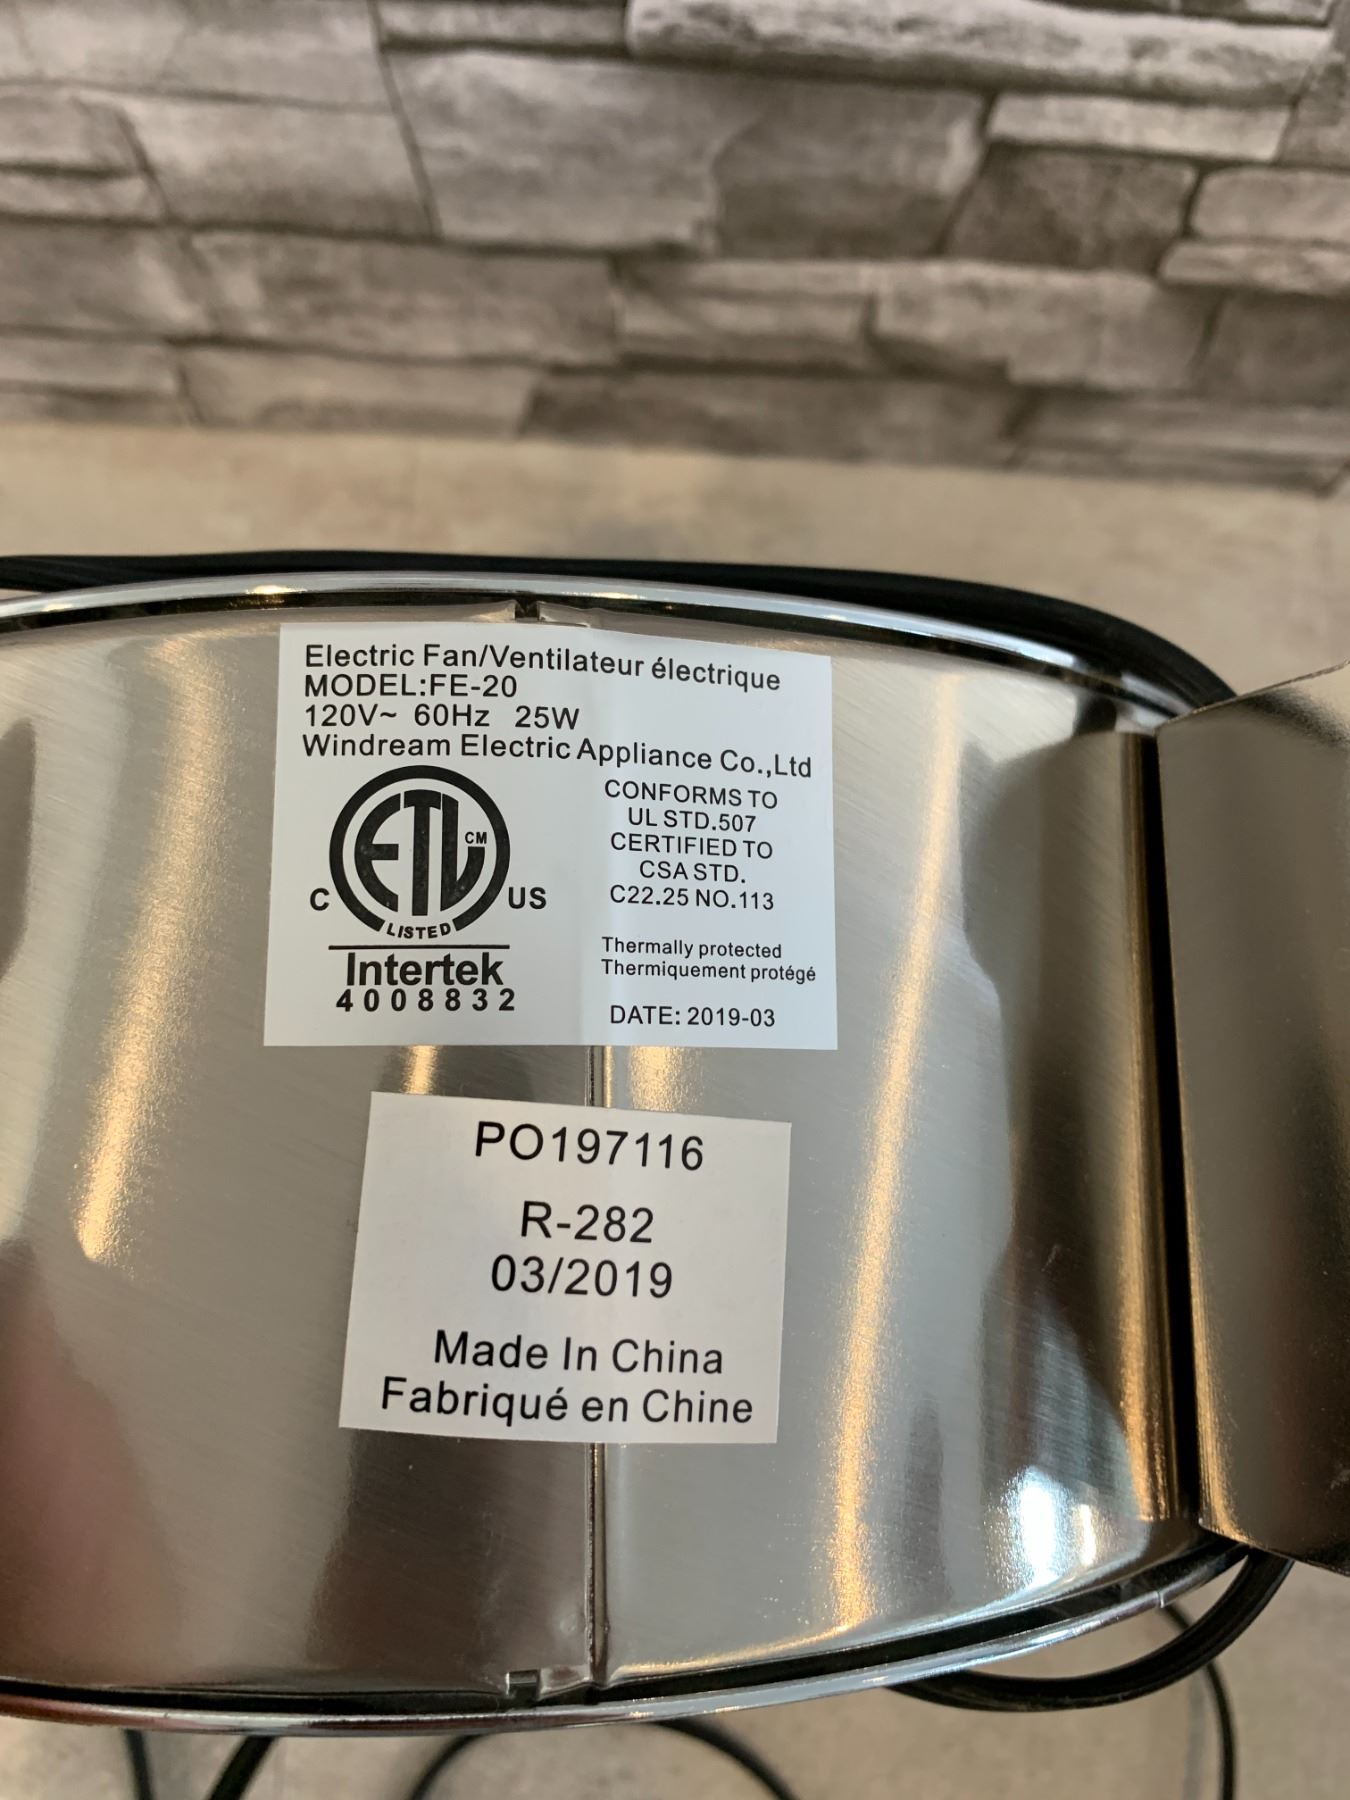 Electric Fan/Ventilateur électrique
MODEL:FE-20
120V~ 60Hz 25W
Windream Electric Appliance Co.,Ltd
ETL CM
C US
LISTED
Intertek
4008832
CONFORMS TO
UL STD.507
CERTIFIED TO
CSA STD.
C22.25 NO.113
Thermally protected
Thermiquement protégé
DATE: 2019-03
PO197116
R-282
03/2019
Made In China
Fabriqué en Chine